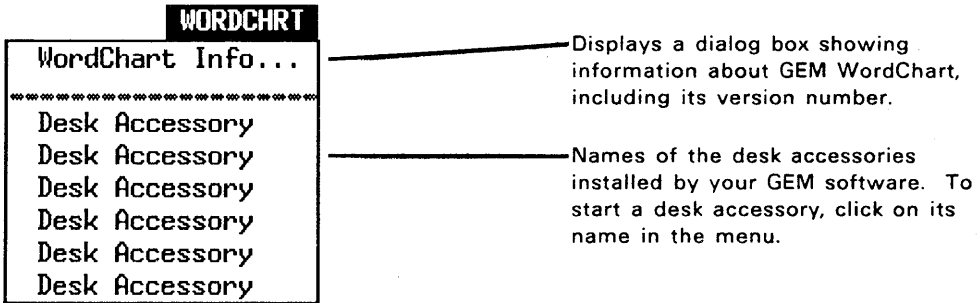 WORDCHRT
WordChart Info...
Displays a dialog box showing
information about GEM WordChart,
including its version number.
Desk Accessory
Desk Accessory
Desk Accessory
Desk Accessory
Desk Accessory
Desk Accessory
Names of the desk accessories
installed by your GEM software. To
start a desk accessory, click on its
name in the menu.